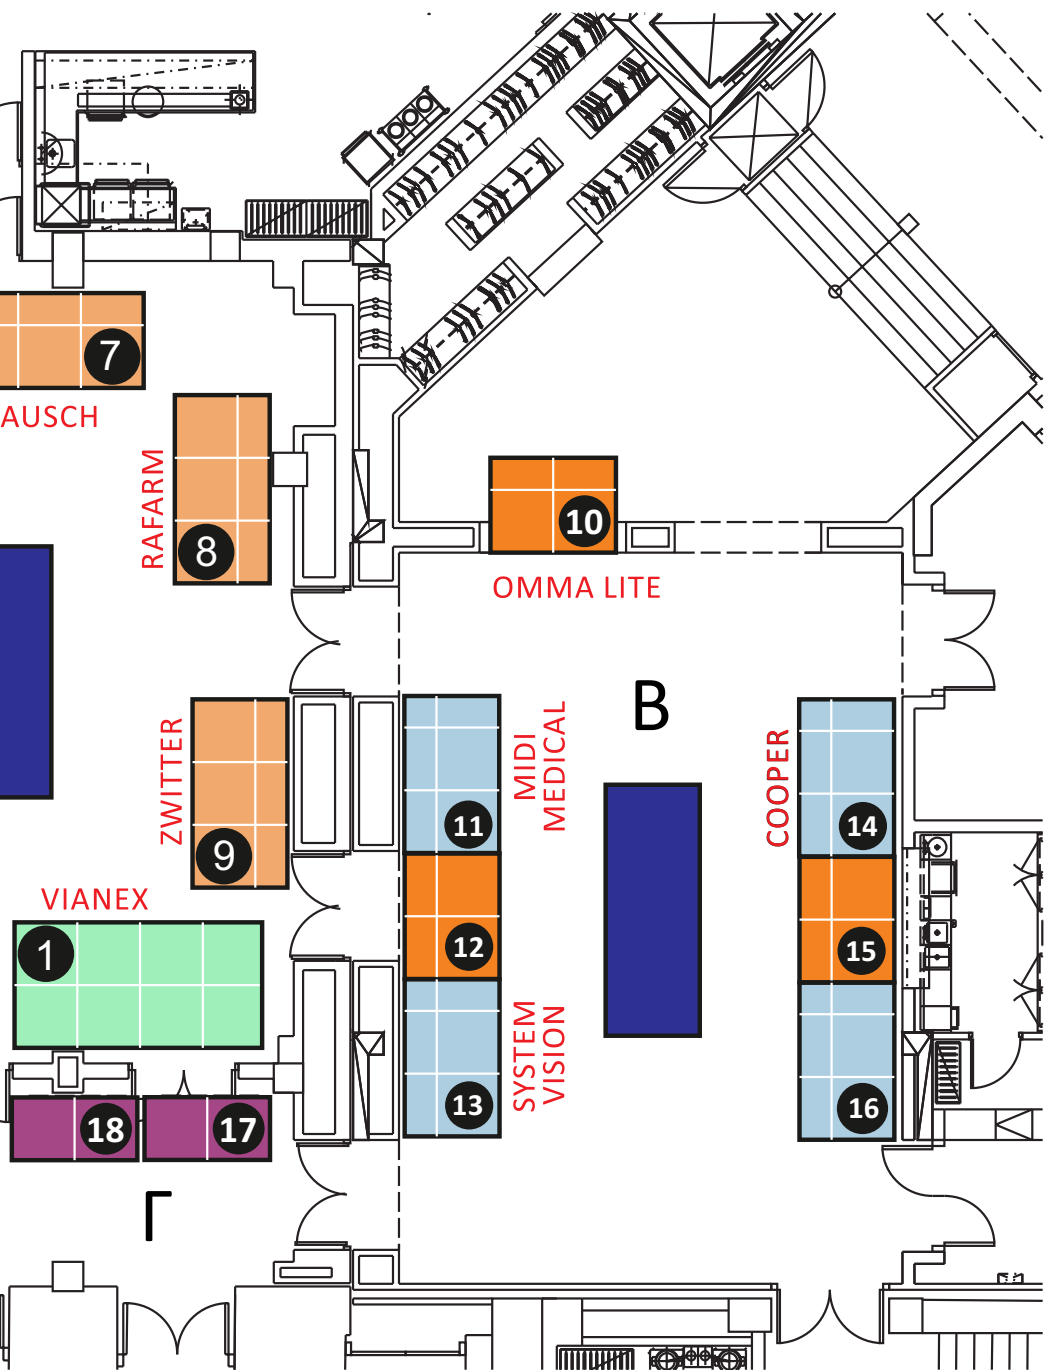 7
AUSCH
RAFARM
8
10
OMMA LITE
B
ZWITTER
9
MIDI
MEDICAL
11
COOPER
14
VIANEX
1
12
15
SYSTEM
VISION
13
16
18
17
Γ